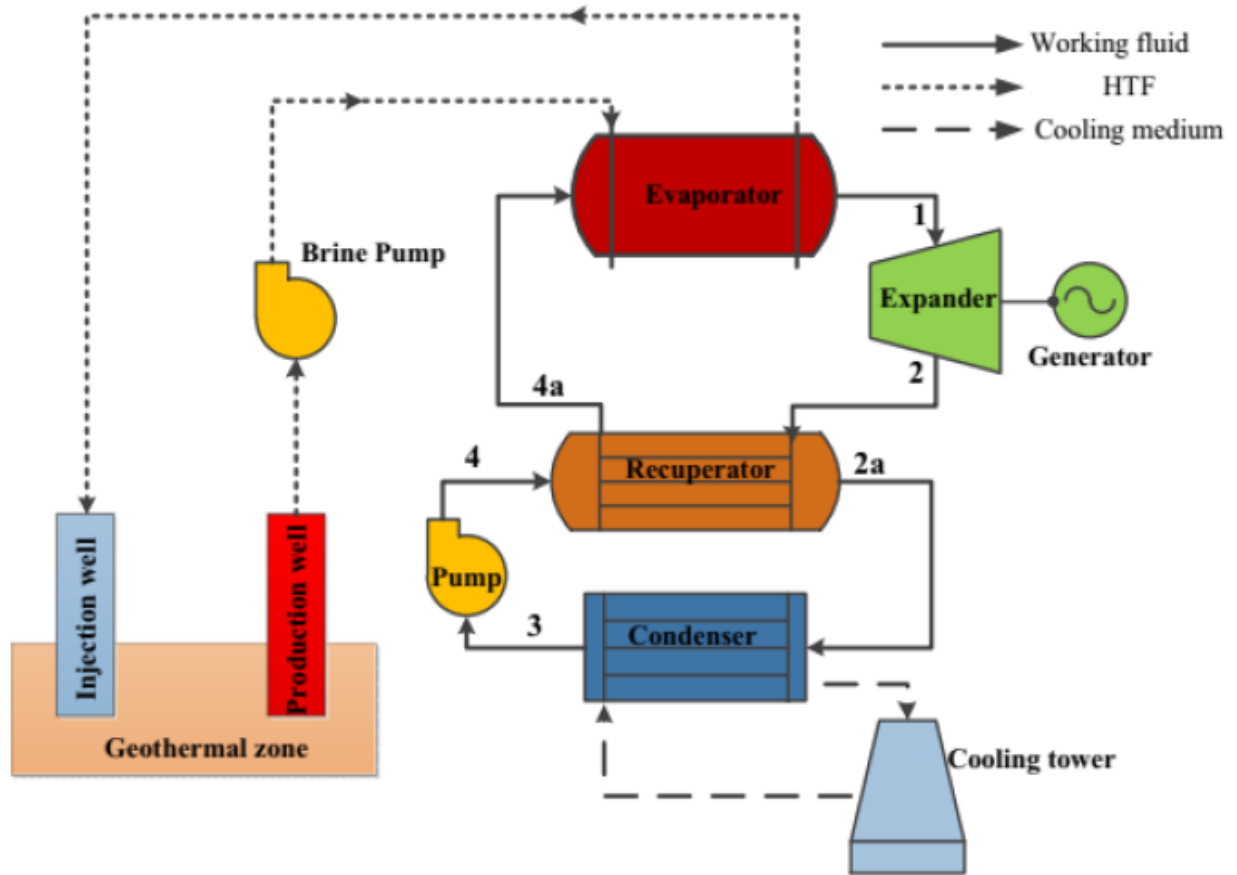 Working fluid
HTF
Cooling medium
Evaporator
1
Brine Pump
Expander
Generator
2
4a
4
Recuperator
2a
Pump
3
Condenser
Injection well
Production well
Geothermal zone
Cooling tower